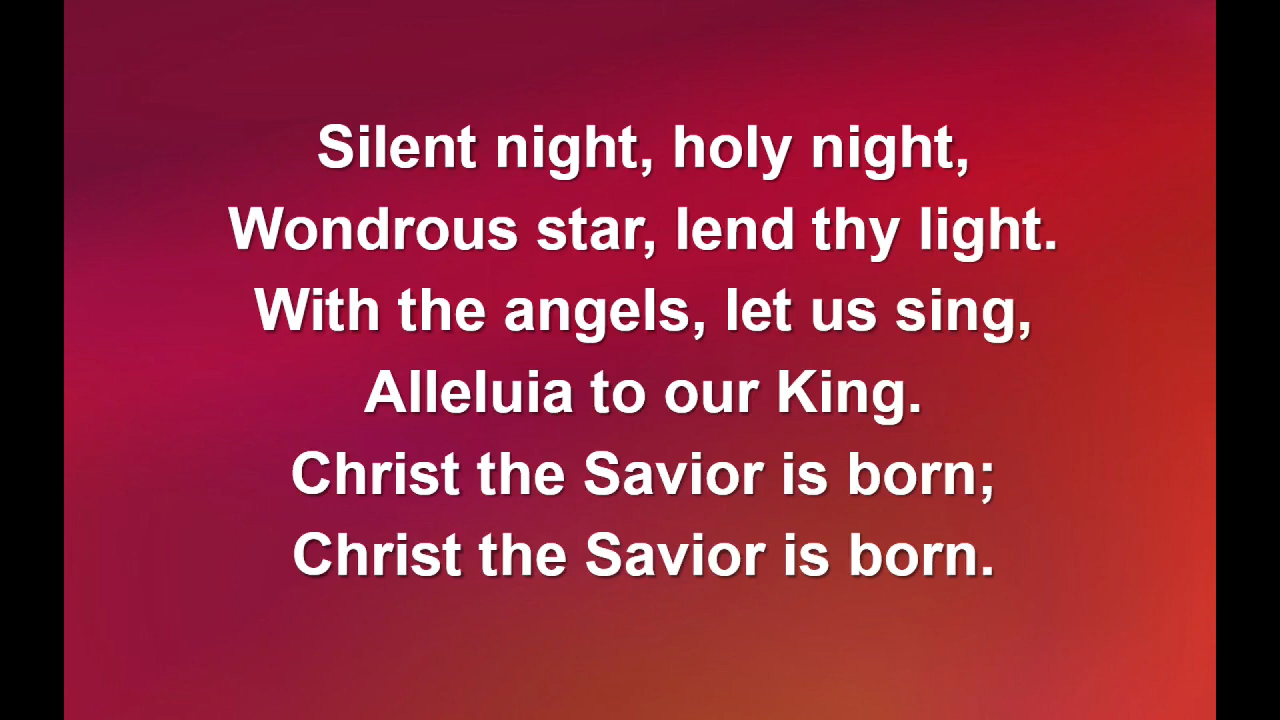 Silent night, holy night,
Wondrous star, lend thy light.
With the angels, let us sing,
Alleluia to our King.
Christ the Savior is born;
Christ the Savior is born.